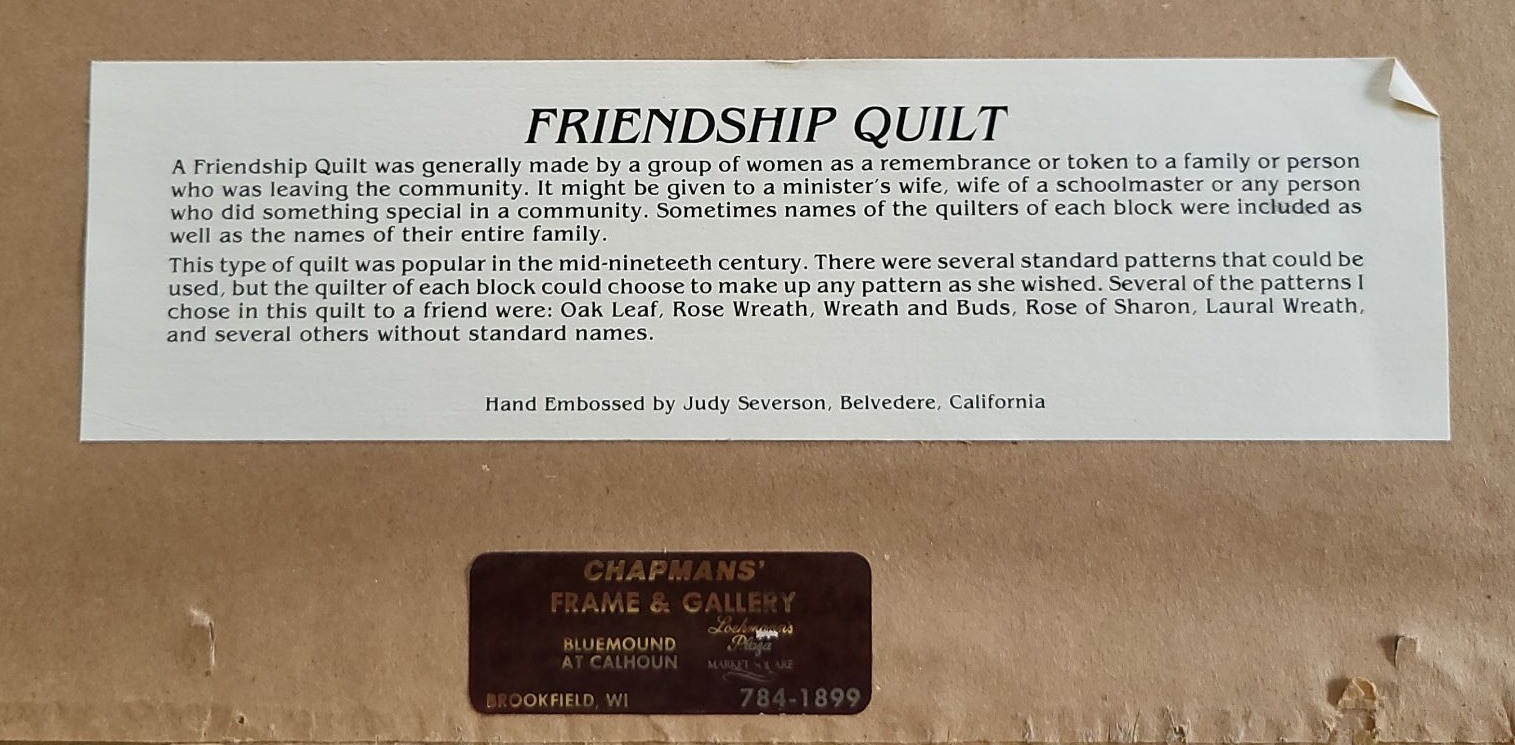 FRIENDSHIP QUILT
A Friendship Quilt was generally made by a group of women as a remembrance or token to a family or person
who was leaving the community. It might be given to a minister's wife, wife of a schoolmaster or any person
who did something special in a community. Sometimes names of the quilters of each block were included as
well as the names of their entire family.
This type of quilt was popular in the mid-nineteeth century. There were several standard patterns that could be
used, but the quilter of each block could choose to make up any pattern as she wished. Several of the patterns I
chose in this quilt to a friend were: Oak Leaf, Rose Wreath, Wreath and Buds, Rose of Sharon, Laural Wreath,
and several others without standard names.
Hand Embossed by Judy Severson, Belvedere, California
CHAPMANS'
FRAME & GALLERY
BLUEMOUND
AT CALHOUN
Loehmann's
Plaza
MARKET SQUARE
BROOKFIELD, WI
784-1899